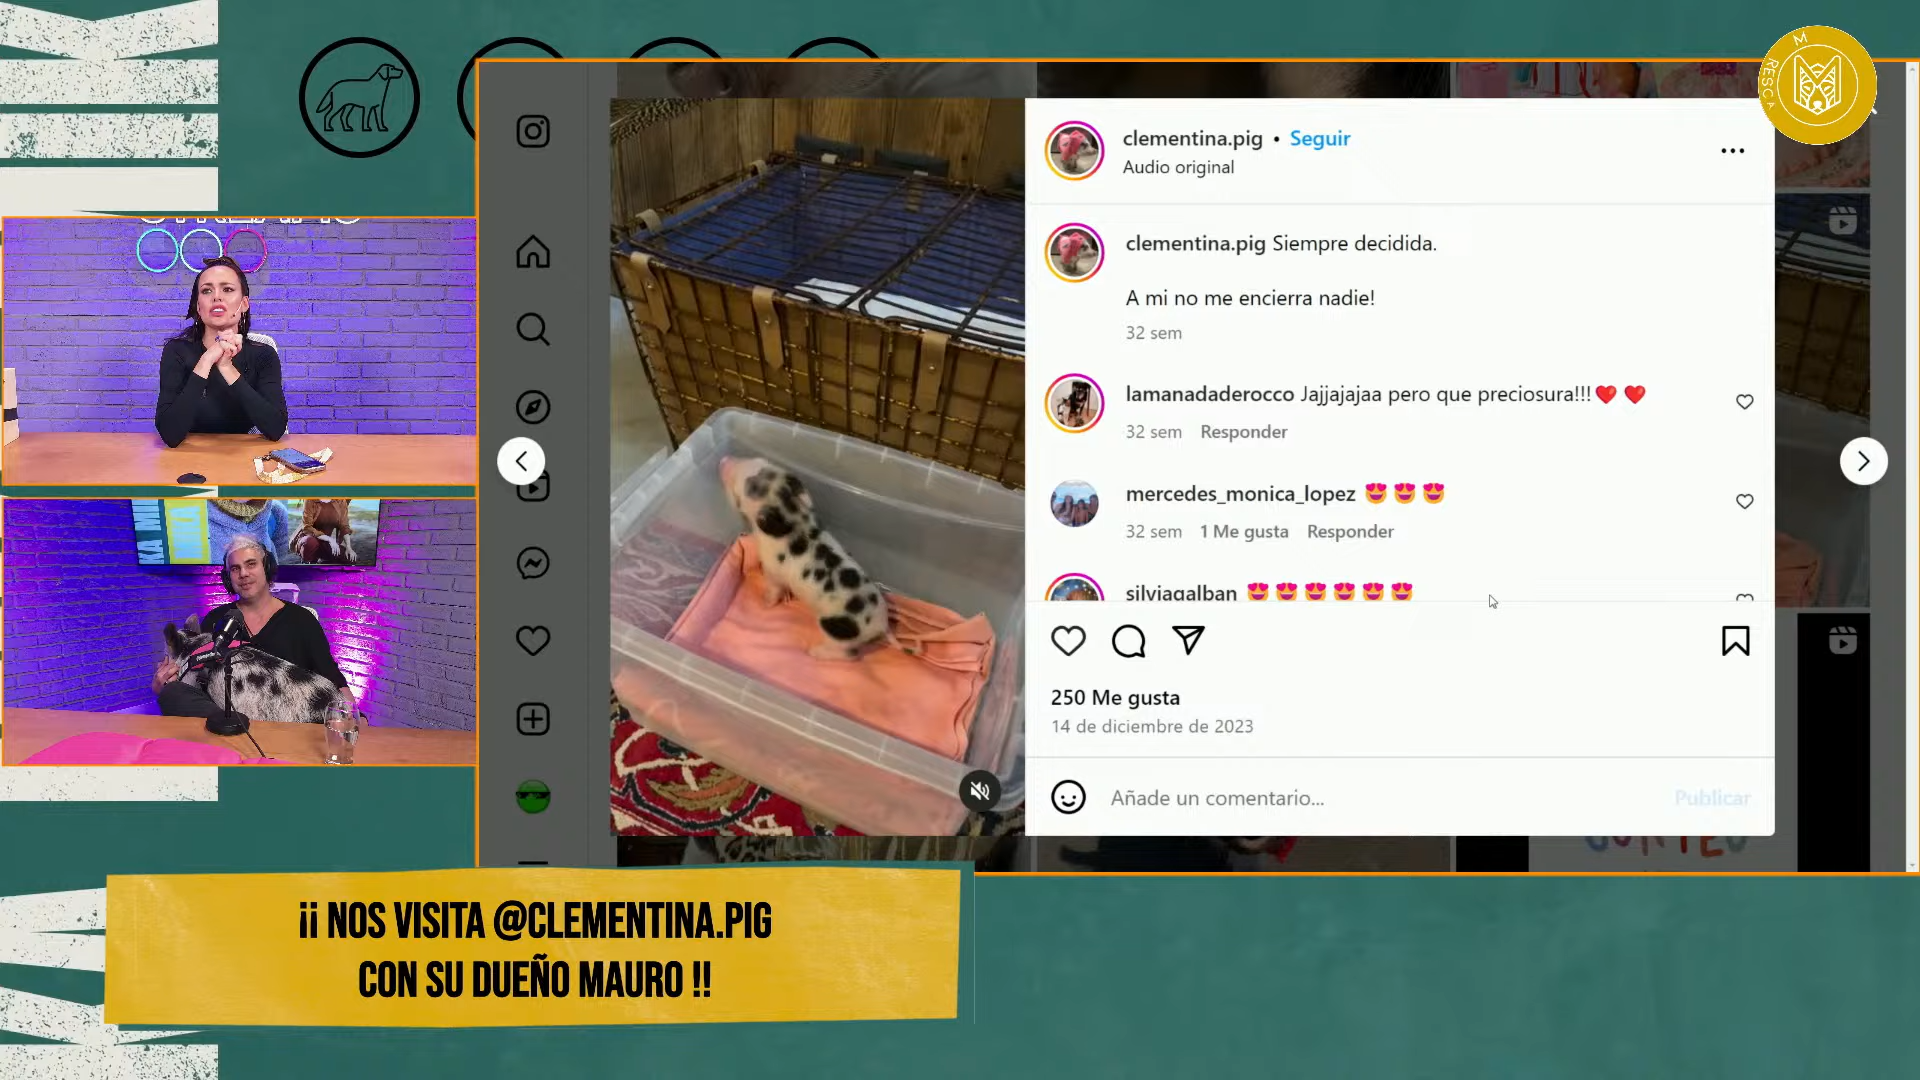 M
RESCA
clementina.pig • Seguir
Audio original
clementina.pig Siempre decidida.
A mi no me encierra nadie!
32 sem
lamanadaderocco Jajjajajaa pero que preciosura!!!❤️ ❤️
32 sem Responder
mercedes_monica_lopez 😍 😍 😍
32 sem 1 Me gusta Responder
silviagalban 😍 😍 😍 😍 😍 😍
250 Me gusta
14 de diciembre de 2023
Añade un comentario...
Publicar
¡¡ NOS VISITA @CLEMENTINA.PIG
CON SU DUEÑO MAURO !!